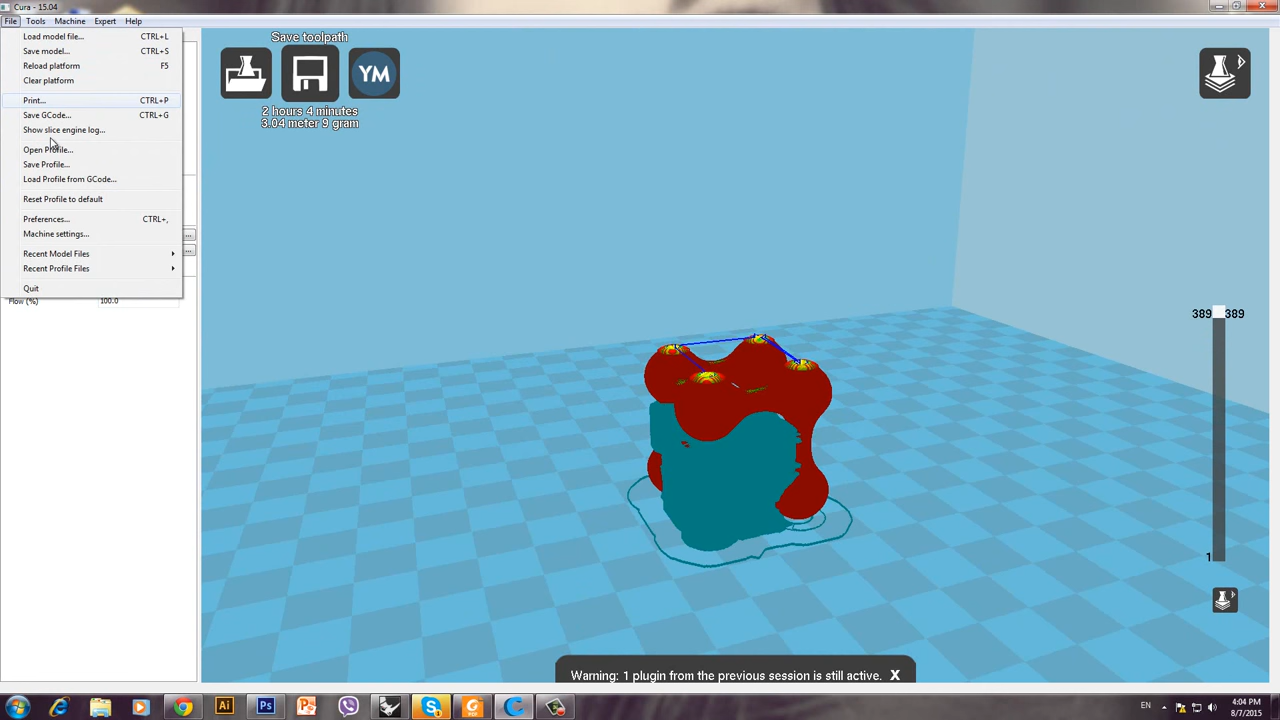 Cura - 15.04
File Tools Machine Expert Help
Load model file... CTRL+L
Save model... CTRL+S
Reload platform F5
Clear platform
Print... CTRL+P
Save GCode... CTRL+G
Show slice engine log...
Open Profile...
Save Profile...
Load Profile from GCode...
Reset Profile to default
Preferences... CTRL+,
Machine settings...
Recent Model Files
Recent Profile Files
Quit
Flow (%) 100.0
...
...
Save toolpath
YM
2 hours 4 minutes
3.04 meter 9 gram
389 389
1
Warning: 1 plugin from the previous session is still active. X
Ai Ps
PDF
EN 4:04 PM
8/7/2015